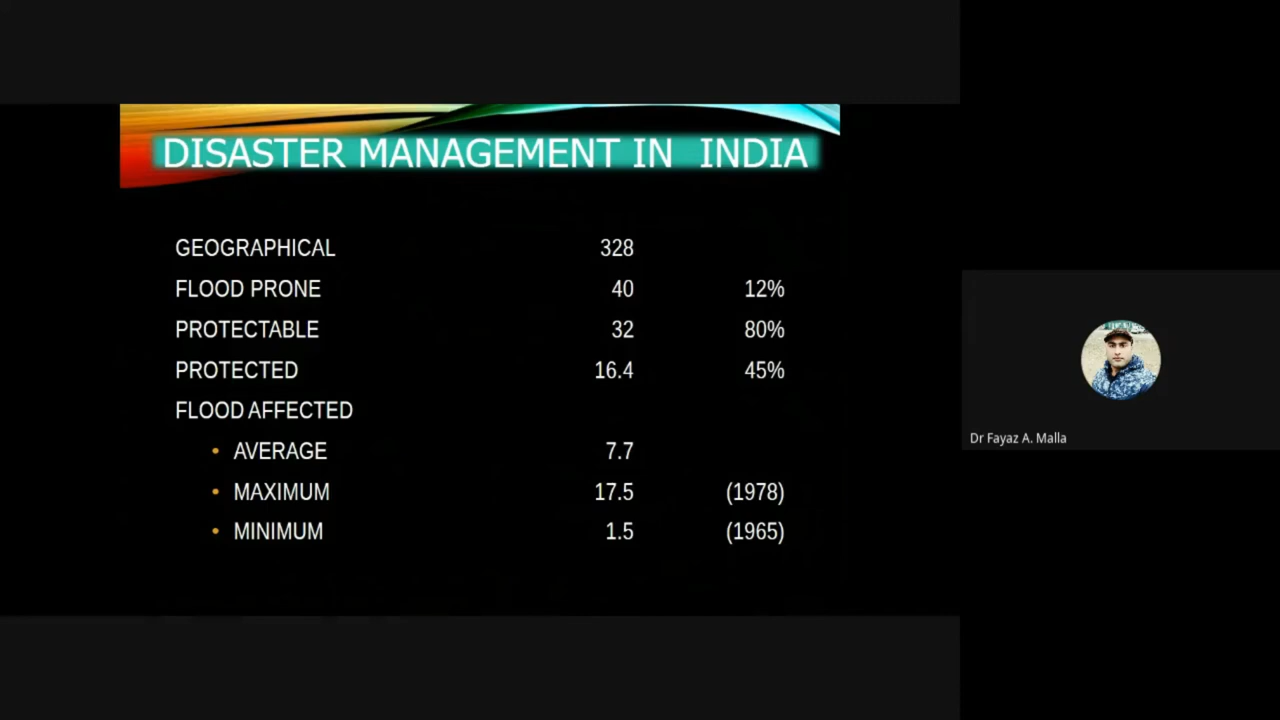 DISASTER MANAGEMENT IN INDIA
GEOGRAPHICAL 328
FLOOD PRONE 40 12%
PROTECTABLE 32 80%
PROTECTED 16.4 45%
FLOOD AFFECTED
• AVERAGE 7.7
• MAXIMUM 17.5 (1978)
• MINIMUM 1.5 (1965)
Dr Fayaz A. Malla